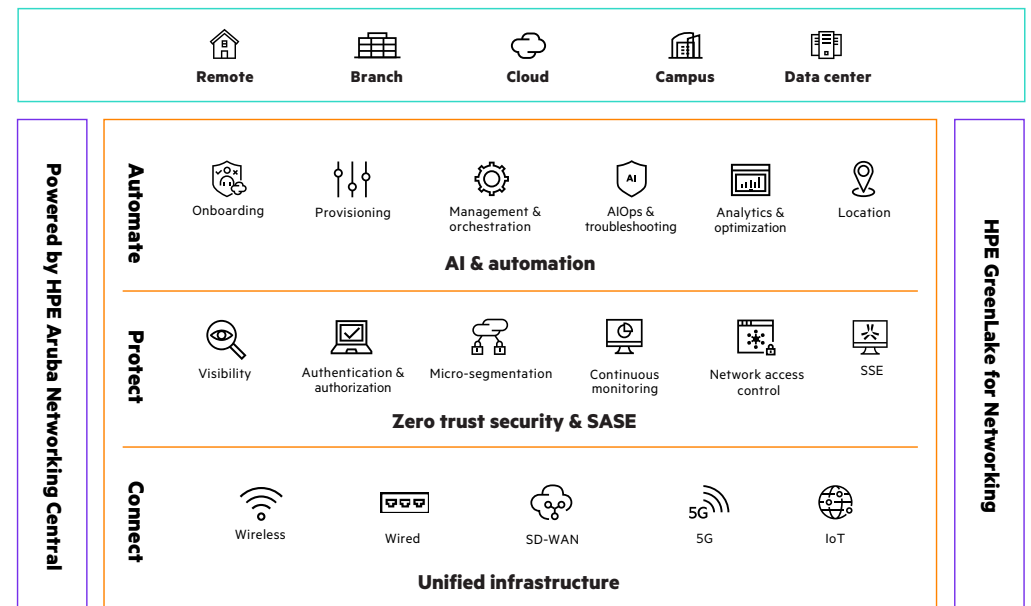 Remote
Branch
Cloud
Campus
Data center
Powered by HPE Aruba Networking Central
Automate
Onboarding
Provisioning
Management &
orchestration
AI
AIOps &
troubleshooting
Analytics &
optimization
Location
AI & automation
Protect
Visibility
Authentication &
authorization
Micro-segmentation
Continuous
monitoring
Network access
control
SSE
Zero trust security & SASE
Connect
Wireless
Wired
SD-WAN
5G
5G
IoT
Unified infrastructure
HPE GreenLake for Networking